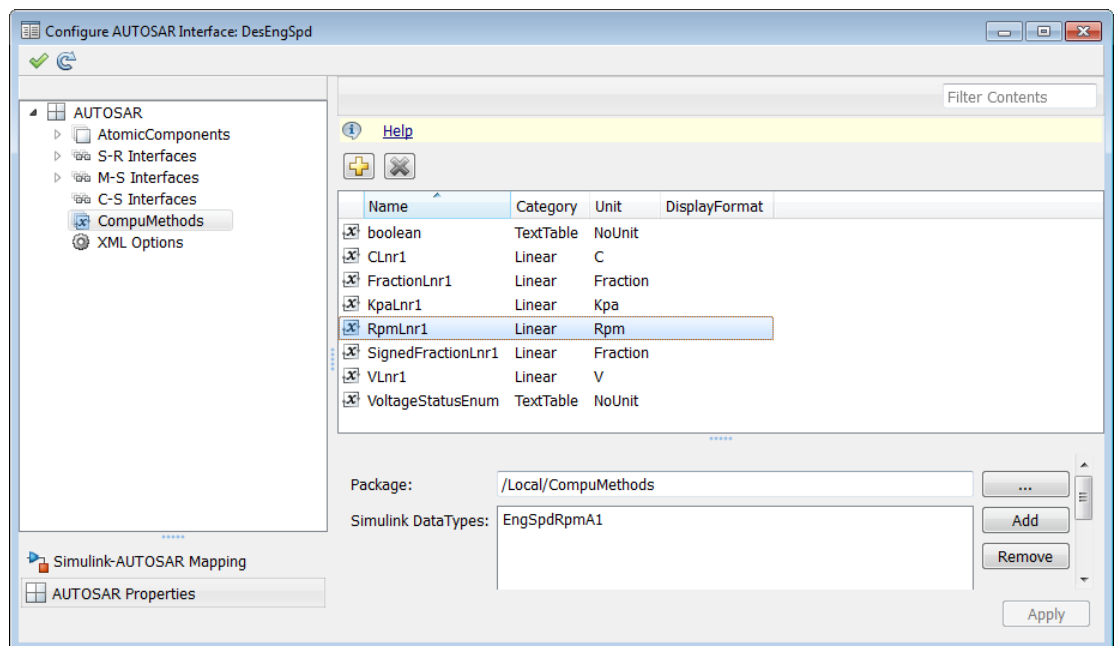 Configure AUTOSAR Interface: DesEngSpd
Filter Contents
AUTOSAR
AtomicComponents
S-R Interfaces
M-S Interfaces
C-S Interfaces
CompuMethods
XML Options
Simulink-AUTOSAR Mapping
AUTOSAR Properties
Help
Name Category Unit DisplayFormat
boolean TextTable NoUnit
CLnr1 Linear C
FractionLnr1 Linear Fraction
KpaLnr1 Linear Kpa
RpmLnr1 Linear Rpm
SignedFractionLnr1 Linear Fraction
VLnr1 Linear V
VoltageStatusEnum TextTable NoUnit
Package: /Local/CompuMethods ...
Simulink DataTypes: EngSpdRpmA1 Add
Remove
Apply